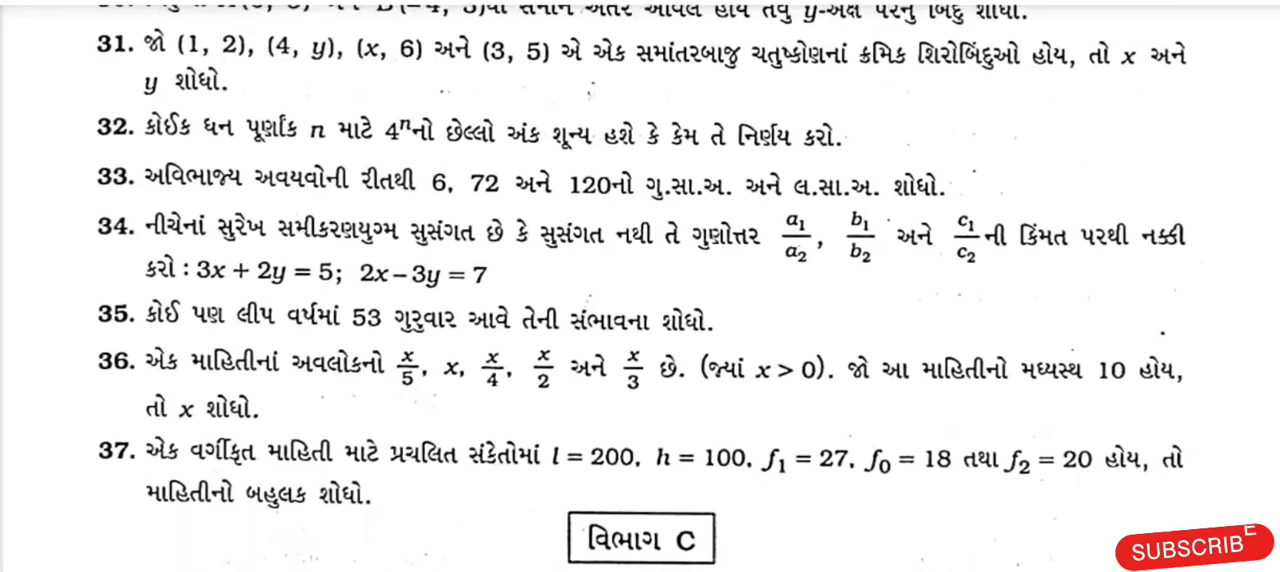 y-અક્ષ પરનું બિંદુ શોધો.
31. જો (1, 2), (4, y), (x, 6) અને (3, 5) એ એક સમાંતરબાજુ ચતુષ્કોણનાં ક્રમિક શિરોબિંદુઓ હોય, તો x અને
y શોધો.
32. કોઈક ધન પૂર્ણાંક n માટે 4ⁿનો છેલ્લો અંક શૂન્ય હશે કે કેમ તે નિર્ણય કરો.
33. અવિભાજ્ય અવયવોની રીતથી 6, 72 અને 120નો ગુ.સા.અ. અને લ.સા.અ. શોધો.
34. નીચેનાં સુરેખ સમીકરણયુગ્મ સુસંગત છે કે સુસંગત નથી તે ગુણોત્તર a₁/a₂, b₁/b₂ અને c₁/c₂ની કિંમત પરથી નક્કી
કરો : 3x + 2y = 5; 2x – 3y = 7
35. કોઈ પણ લીપ વર્ષમાં 53 ગુરુવાર આવે તેની સંભાવના શોધો.
36. એક માહિતીનાં અવલોકનો x/5, x, x/4, x/2 અને x/3 છે. (જ્યાં x > 0). જો આ માહિતીનો મધ્યસ્થ 10 હોય,
તો x શોધો.
37. એક વર્ગીકૃત માહિતી માટે પ્રચલિત સંકેતોમાં l = 200, h = 100, f₁ = 27, f₀ = 18 તથા f₂ = 20 હોય, તો
માહિતીનો બહુલક શોધો.
વિભાગ C
SUBSCRIBE